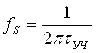 f_S = 1 / 2πτ_уч